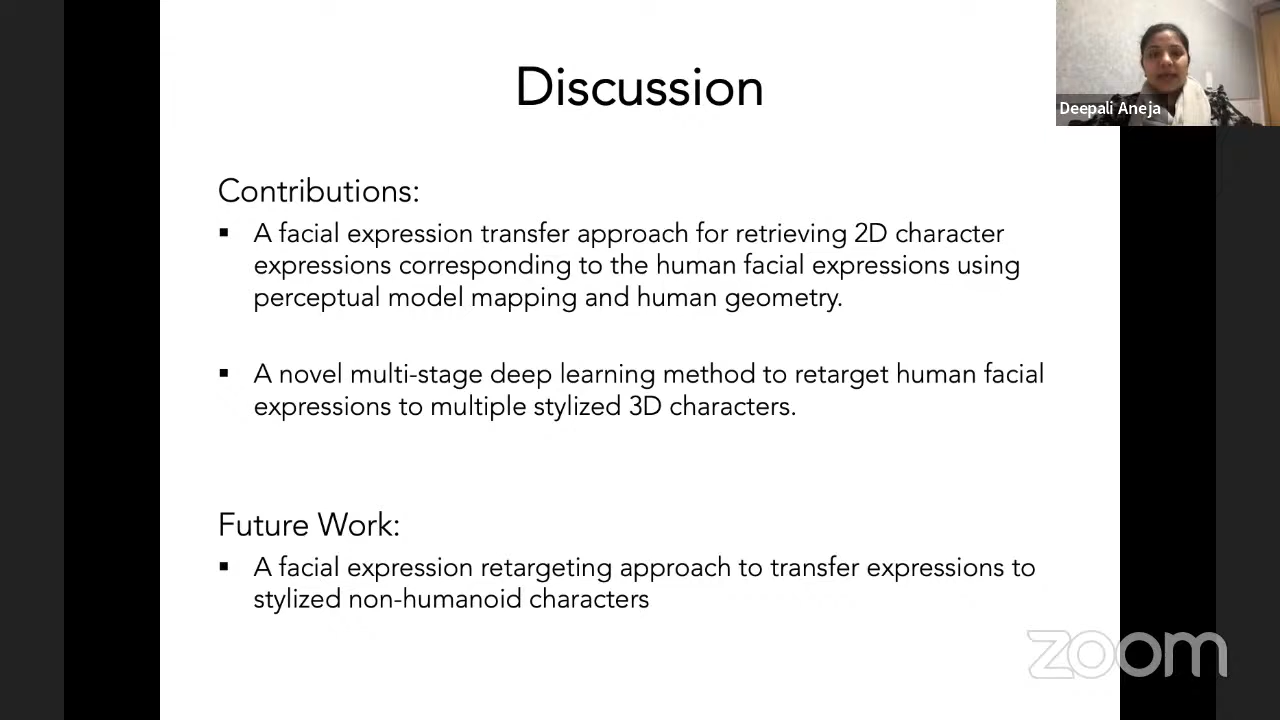 Discussion
Deepali Aneja
Contributions:
▪ A facial expression transfer approach for retrieving 2D character
expressions corresponding to the human facial expressions using
perceptual model mapping and human geometry.
▪ A novel multi-stage deep learning method to retarget human facial
expressions to multiple stylized 3D characters.
Future Work:
▪ A facial expression retargeting approach to transfer expressions to
stylized non-humanoid characters
zoom